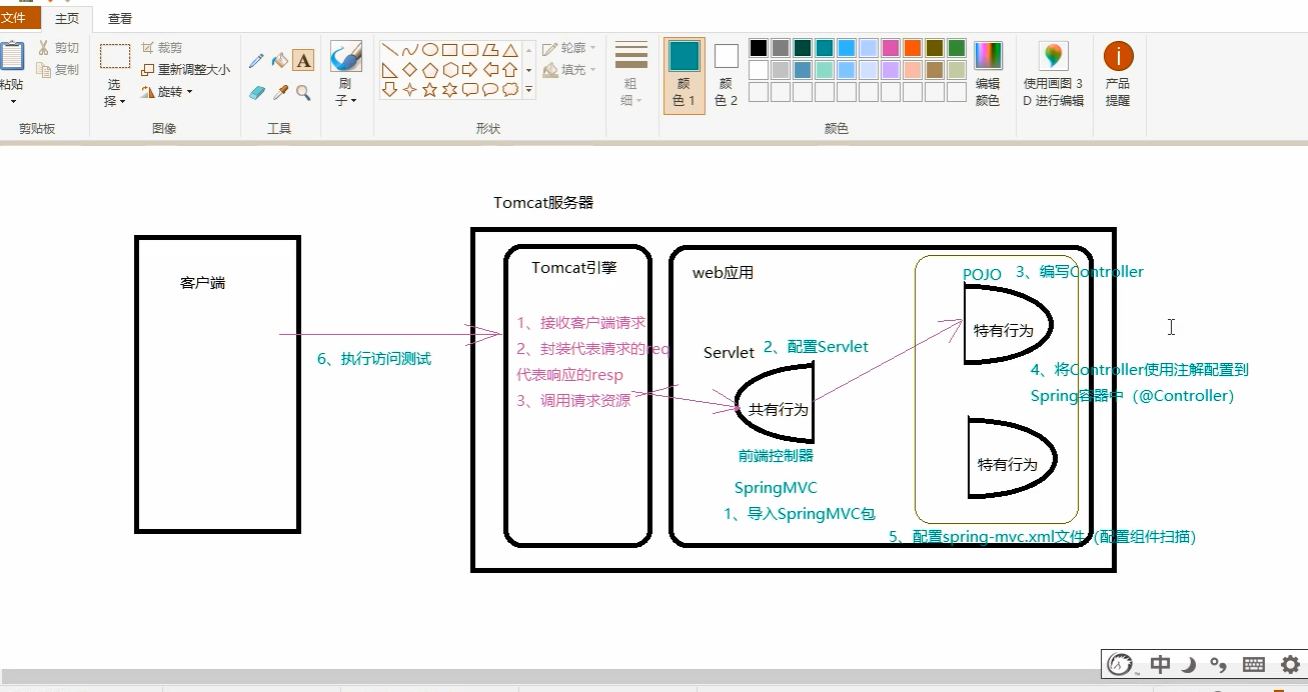 文件
主页
查看
粘贴
剪切
复制
剪贴板
选择
裁剪
重新调整大小
旋转
图像
A
工具
刷子
轮廓
填充
形状
粗细
颜色 1
颜色 2
编辑颜色
颜色
使用画图 3
D 进行编辑
产品提醒
Tomcat服务器
客户端
6、执行访问测试
Tomcat引擎
1、接收客户端请求
2、封装代表请求的req
代表响应的resp
3、调用请求资源
web应用
Servlet
2、配置Servlet
共有行为
前端控制器
SpringMVC
1、导入SpringMVC包
POJO
3、编写Controller
特有行为
4、将Controller使用注解配置到
Spring容器中（@Controller）
特有行为
5、配置spring-mvc.xml文件（配置组件扫描）
中